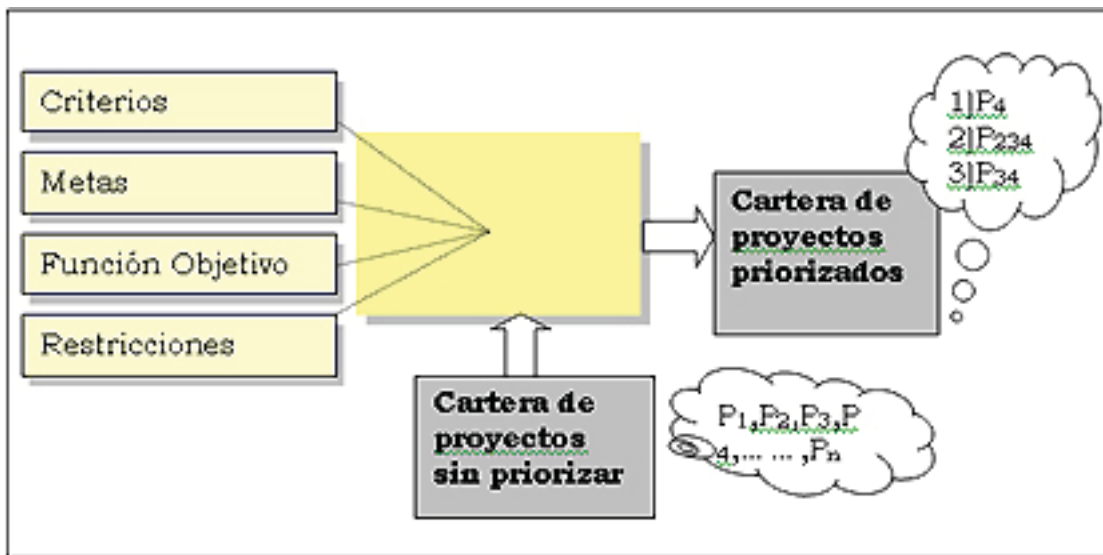 Criterios
Metas
Función Objetivo
Restricciones
Cartera de
proyectos
priorizados
1|P4
2|P234
3|P34
Cartera de
proyectos
sin priorizar
P1,P2,P3,P
4,... ... ,Pn